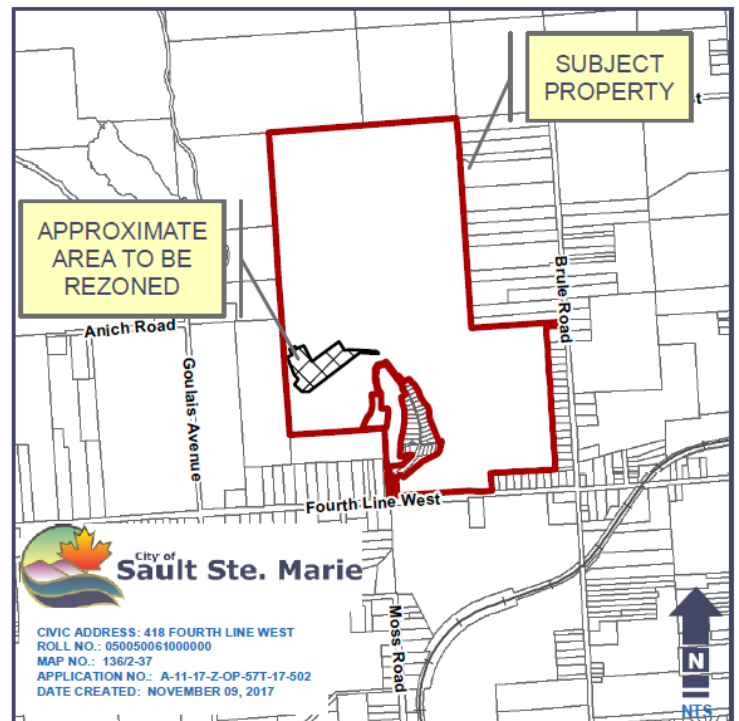 SUBJECT
PROPERTY
t
APPROXIMATE
AREA TO BE
REZONED
Anich Road
Goulais Avenue
Brule Road
Fourth Line West
Moss Road
City of
Sault Ste. Marie
CIVIC ADDRESS: 418 FOURTH LINE WEST
ROLL NO.: 050050061000000
MAP NO.: 136/2-37
APPLICATION NO.: A-11-17-Z-OP-57T-17-502
DATE CREATED: NOVEMBER 09, 2017
N
NTS